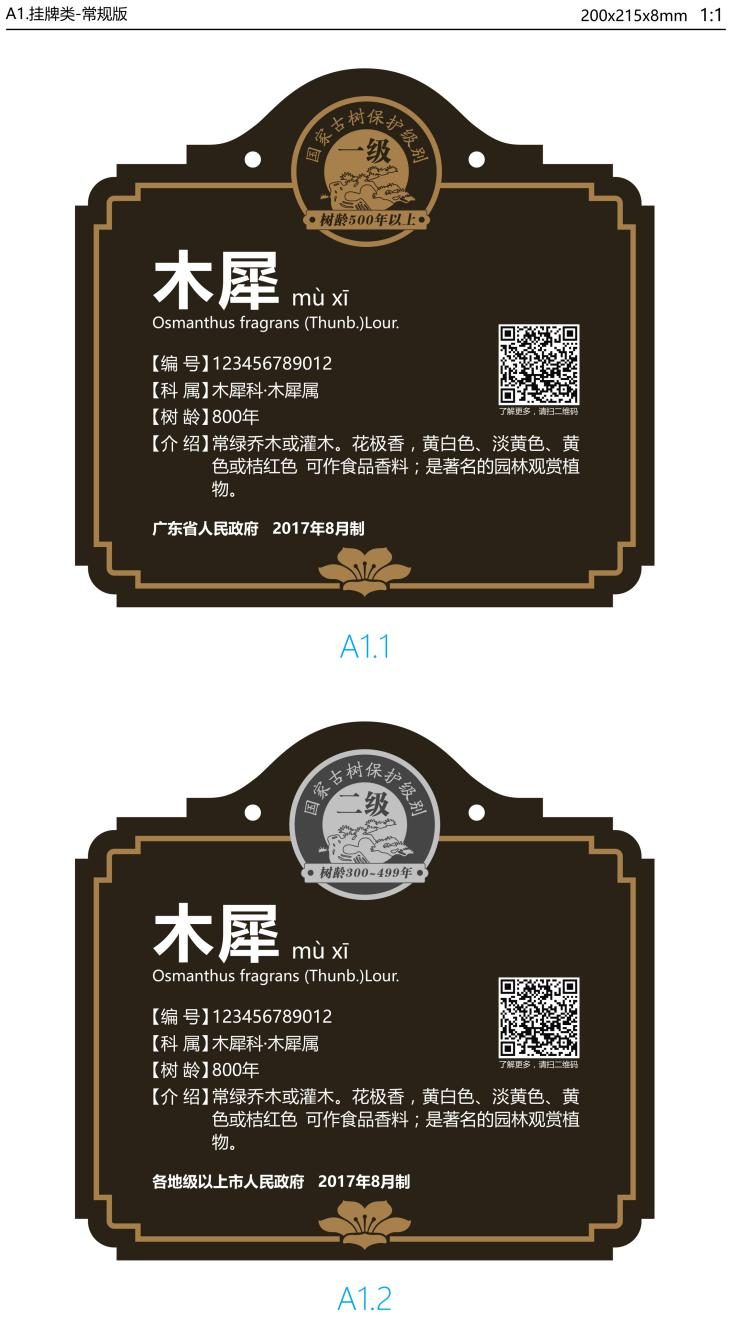 A1.挂牌类-常规版
200x215x8mm 1:1
国家古树保护级别
一级
树龄500年以上
木犀 mù xī
Osmanthus fragrans (Thunb.)Lour.
【编 号】123456789012
【科 属】木犀科·木犀属
【树 龄】800年
【介 绍】常绿乔木或灌木。花极香，黄白色、淡黄色、黄
色或桔红色 可作食品香料；是著名的园林观赏植
物。
了解更多，请扫二维码
广东省人民政府 2017年8月制
A1.1
国家古树保护级别
二级
树龄300~499年
木犀 mù xī
Osmanthus fragrans (Thunb.)Lour.
【编 号】123456789012
【科 属】木犀科·木犀属
【树 龄】800年
【介 绍】常绿乔木或灌木。花极香，黄白色、淡黄色、黄
色或桔红色 可作食品香料；是著名的园林观赏植
物。
了解更多，请扫二维码
各地级以上市人民政府 2017年8月制
A1.2